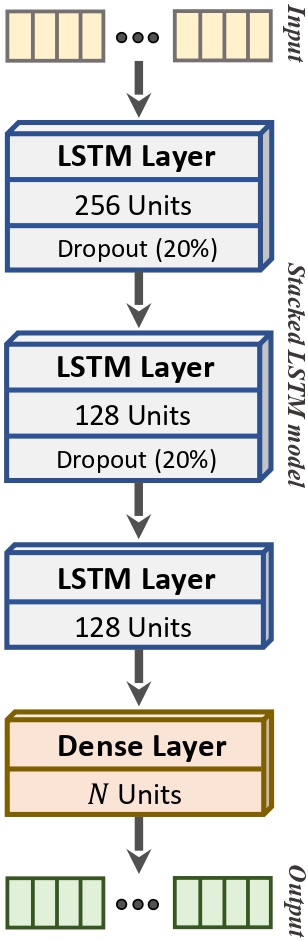 Input
LSTM Layer
256 Units
Dropout (20%)
Stacked LSTM model
LSTM Layer
128 Units
Dropout (20%)
LSTM Layer
128 Units
Dense Layer
N Units
Output